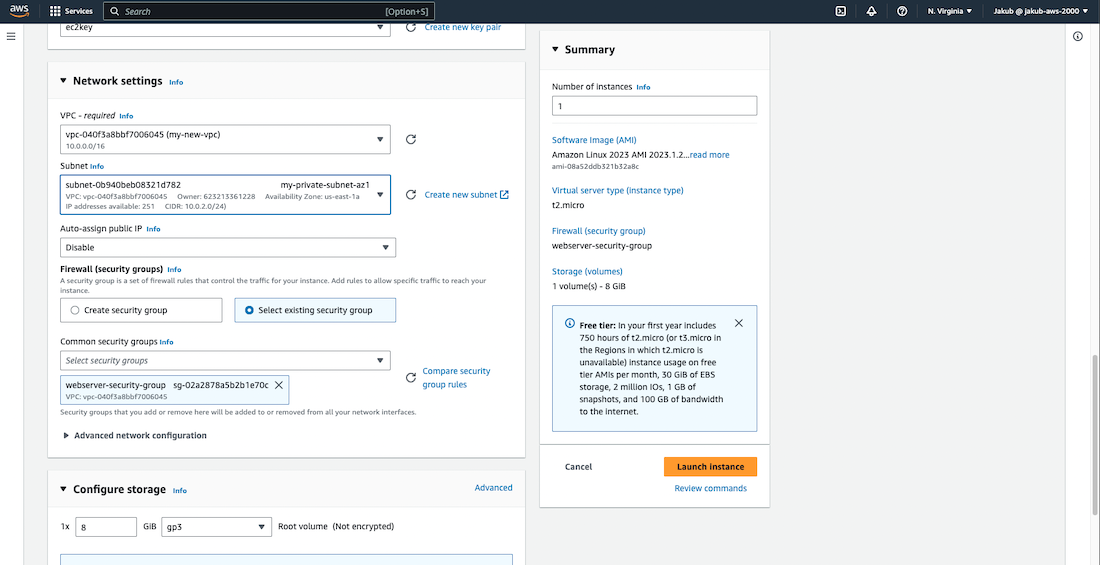 aws
Services
Search
[Option+S]
N. Virginia
Jakub @ jakub-aws-2000
ec2key
Create new key pair
Network settings Info
VPC - required Info
vpc-040f3a8bbf7006045 (my-new-vpc)
10.0.0.0/16
Subnet Info
subnet-0b940beb08321d782 my-private-subnet-az1
VPC: vpc-040f3a8bbf7006045 Owner: 623213361228 Availability Zone: us-east-1a
IP addresses available: 251 CIDR: 10.0.2.0/24)
Create new subnet
Auto-assign public IP Info
Disable
Firewall (security groups) Info
A security group is a set of firewall rules that control the traffic for your instance. Add rules to allow specific traffic to reach your
instance.
Create security group
Select existing security group
Common security groups Info
Select security groups
Compare security
group rules
webserver-security-group sg-02a2878a5b2b1e70c
VPC: vpc-040f3a8bbf7006045
Security groups that you add or remove here will be added to or removed from all your network interfaces.
Advanced network configuration
Configure storage Info
Advanced
1x 8 GiB gp3 Root volume (Not encrypted)
Summary
Number of instances Info
1
Software Image (AMI)
Amazon Linux 2023 AMI 2023.1.2...read more
ami-08a52ddb321b32a8c
Virtual server type (instance type)
t2.micro
Firewall (security group)
webserver-security-group
Storage (volumes)
1 volume(s) - 8 GiB
Free tier: In your first year includes
750 hours of t2.micro (or t3.micro in
the Regions in which t2.micro is
unavailable) instance usage on free
tier AMIs per month, 30 GiB of EBS
storage, 2 million IOs, 1 GB of
snapshots, and 100 GB of bandwidth
to the internet.
Cancel
Launch instance
Review commands